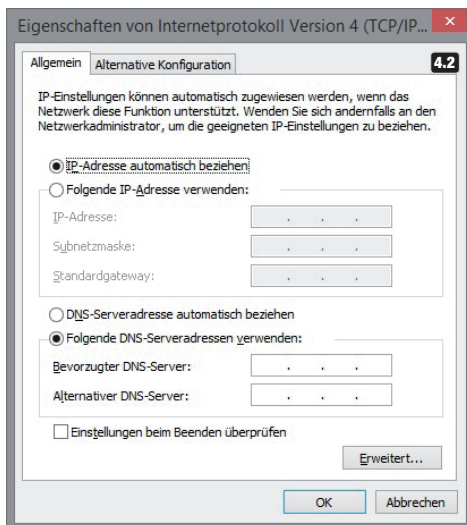 Eigenschaften von Internetprotokoll Version 4 (TCP/IP...
Allgemein
Alternative Konfiguration
4.2
IP-Einstellungen können automatisch zugewiesen werden, wenn das
Netzwerk diese Funktion unterstützt. Wenden Sie sich andernfalls an den
Netzwerkadministrator, um die geeigneten IP-Einstellungen zu beziehen.
IP-Adresse automatisch beziehen
Folgende IP-Adresse verwenden:
IP-Adresse:
Subnetzmaske:
Standardgateway:
DNS-Serveradresse automatisch beziehen
Folgende DNS-Serveradressen verwenden:
Bevorzugter DNS-Server:
Alternativer DNS-Server:
Einstellungen beim Beenden überprüfen
Erweitert...
OK
Abbrechen